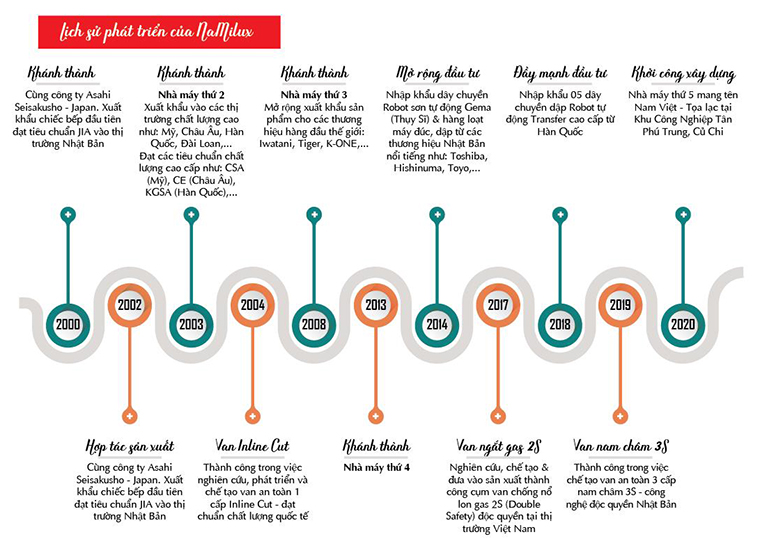 Lịch sử phát triển của NaMilux
Khánh thành
Cùng công ty Asahi
Seisakusho - Japan. Xuất
khẩu chiếc bếp đầu tiên
đạt tiêu chuẩn JIA vào thị
trường Nhật Bản
Khánh thành
Nhà máy thứ 2
Xuất khẩu vào các thị
trường chất lượng cao
như: Mỹ, Châu Âu, Hàn
Quốc, Đài Loan,...
Đạt các tiêu chuẩn chất
lượng cao cấp như: CSA
(Mỹ), CE (Châu Âu),
KGSA (Hàn Quốc),...
Khánh thành
Nhà máy thứ 3
Mở rộng xuất khẩu sản
phẩm cho các thương
hiệu hàng đầu thế giới:
Iwatani, Tiger, K-ONE,...
Mở rộng đầu tư
Nhập khẩu dây chuyền
Robot sơn tự động Gema
(Thụy Sĩ) & hàng loạt
máy đúc, dập từ các
thương hiệu Nhật Bản
nổi tiếng như: Toshiba,
Hishinuma, Toyo,...
Đẩy mạnh đầu tư
Nhập khẩu 05 dây
chuyền dập Robot tự
động Transfer cao cấp từ
Hàn Quốc
Khởi công xây dựng
Nhà máy thứ 5 mang tên
Nam Việt - Tọa lạc tại
Khu Công Nghiệp Tân
Phú Trung, Củ Chi
2000
2002
2003
2004
2008
2013
2014
2017
2018
2019
2020
Hợp tác sản xuất
Cùng công ty Asahi
Seisakusho - Japan. Xuất
khẩu chiếc bếp đầu tiên
đạt tiêu chuẩn JIA vào thị
trường Nhật Bản
Van Inline Cut
Thành công trong việc
nghiên cứu, phát triển và
chế tạo van an toàn 1
cấp Inline Cut - đạt
chuẩn chất lượng quốc tế
Khánh thành
Nhà máy thứ 4
Van ngắt gas 2S
Nghiên cứu, chế tạo &
đưa vào sản xuất thành
công cụm van chống nổ
lon gas 2S (Double
Safety) độc quyền tại thị
trường Việt Nam
Van nam châm 3S
Thành công trong việc
chế tạo van an toàn 3 cấp
nam châm 3S - công
nghệ độc quyền Nhật Bản